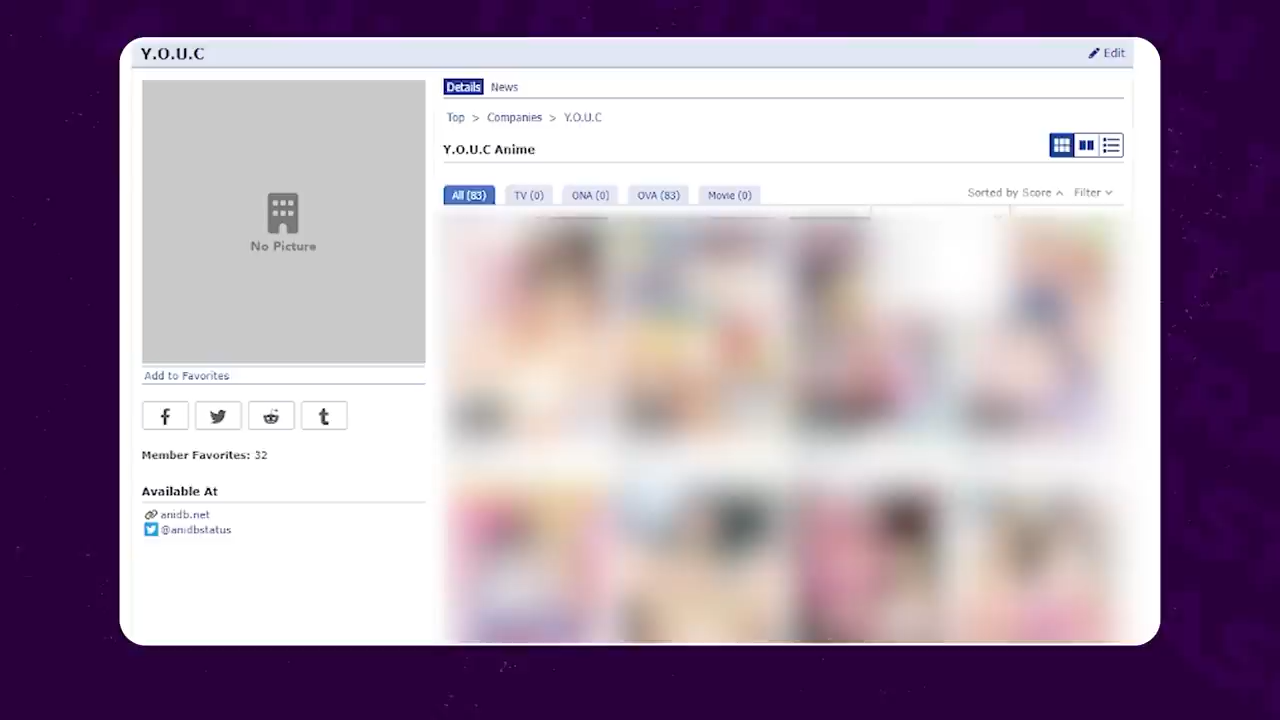 Y.O.U.C
Edit
No Picture
Add to Favorites
Member Favorites: 32
Available At
anidb.net
@anidbstatus
Details News
Top > Companies > Y.O.U.C
Y.O.U.C Anime
All (83) TV (0) ONA (0) OVA (83) Movie (0)
Sorted by Score Filter